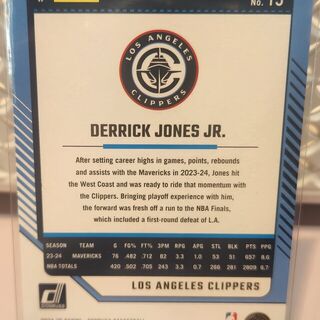 No. 15
LOS ANGELES
CLIPPERS
DERRICK JONES JR.
After setting career highs in games, points, rebounds
and assists with the Mavericks in 2023-24, Jones hit
the West Coast and was ready to ride that momentum
with the Clippers. Bringing playoff experience with him,
the forward was fresh off a run to the NBA Finals,
which included a first-round defeat of L.A.
SEASON TEAM G FG% FT% 3PM RPG APG STL BLK PTS PPG
23-24 MAVERICKS 76 .482 .712 82 3.3 1.0 53 51 657 8.6
NBA TOTALS 420 .502 .705 243 3.3 0.7 266 281 2809 6.7
LOS ANGELES CLIPPERS
DONRUSS